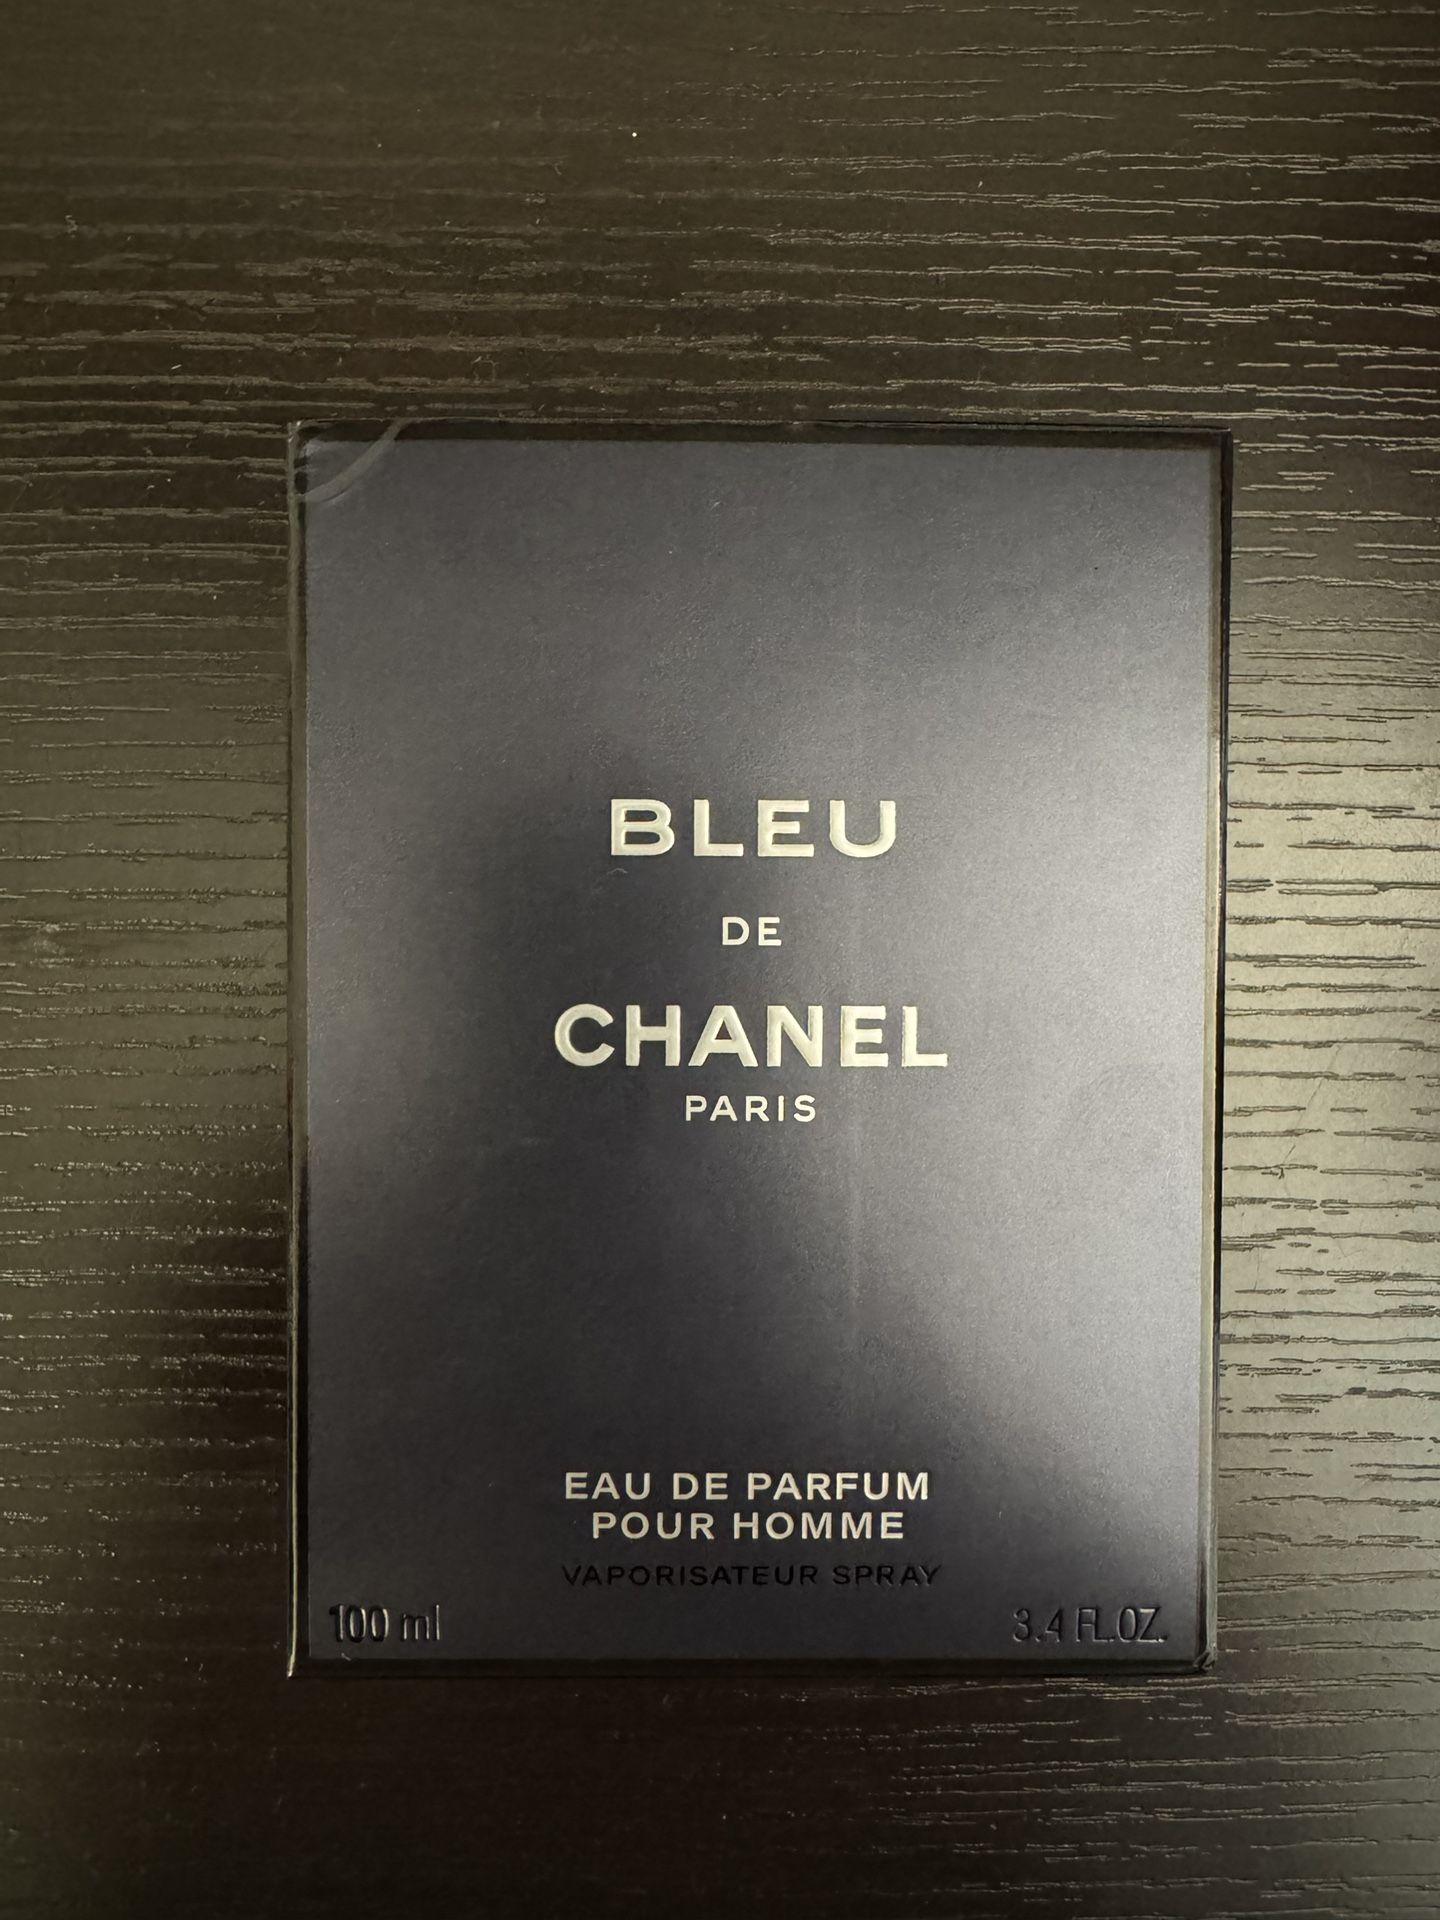 BLEU
DE
CHANEL
PARIS
EAU DE PARFUM
POUR HOMME
VAPORISATEUR SPRAY
100 ml 3.4 FL.OZ.